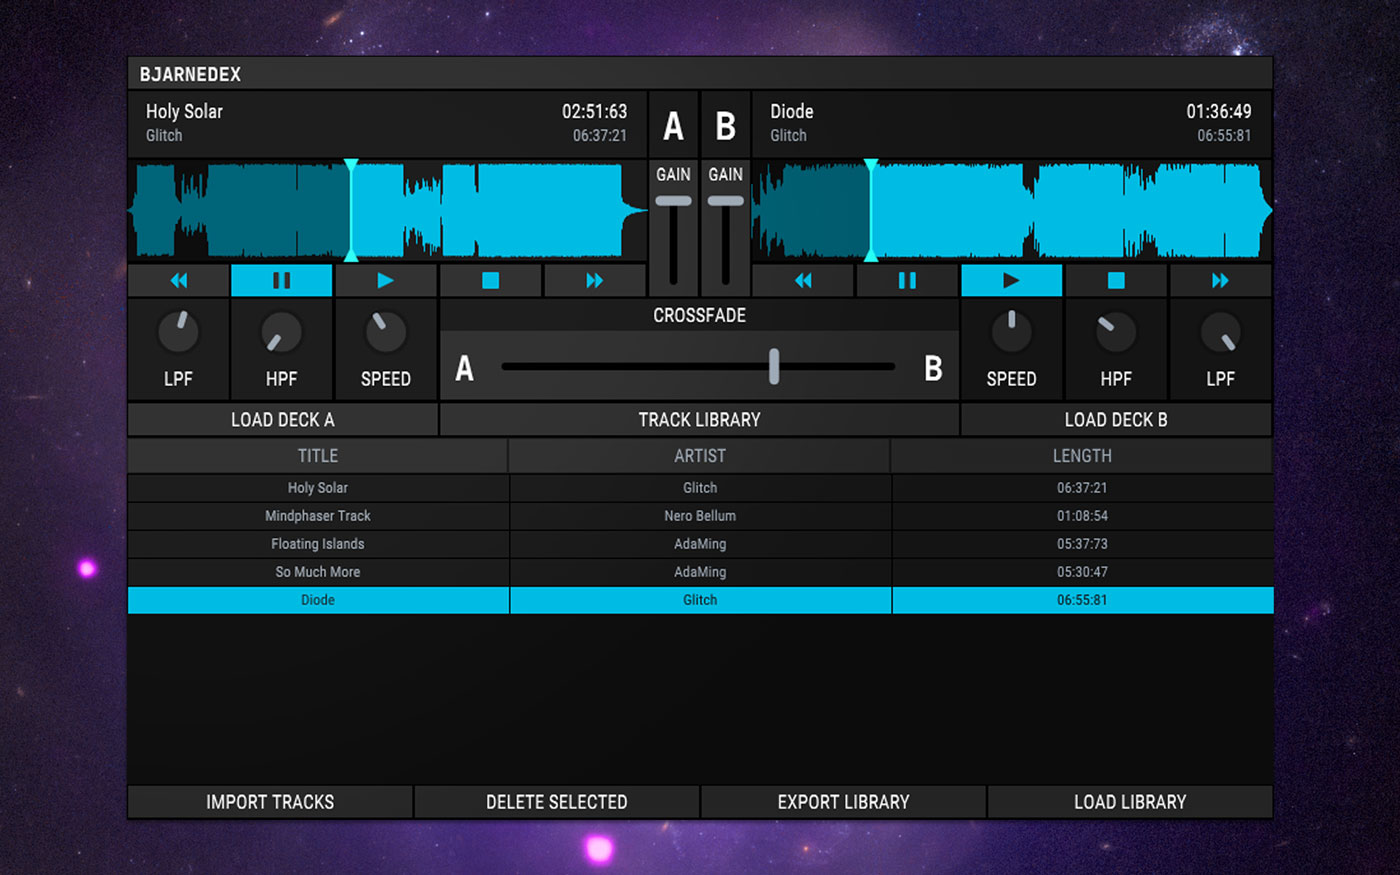 BJARNEDEX
Holy Solar 02:51:63 A B Diode 01:36:49
Glitch 06:37:21 Glitch 06:55:81
GAIN GAIN
CROSSFADE
A B
LPF HPF SPEED SPEED HPF LPF
LOAD DECK A TRACK LIBRARY LOAD DECK B
TITLE ARTIST LENGTH
Holy Solar Glitch 06:37:21
Mindphaser Track Nero Bellum 01:08:54
Floating Islands AdaMing 05:37:73
So Much More AdaMing 05:30:47
Diode Glitch 06:55:81
IMPORT TRACKS DELETE SELECTED EXPORT LIBRARY LOAD LIBRARY